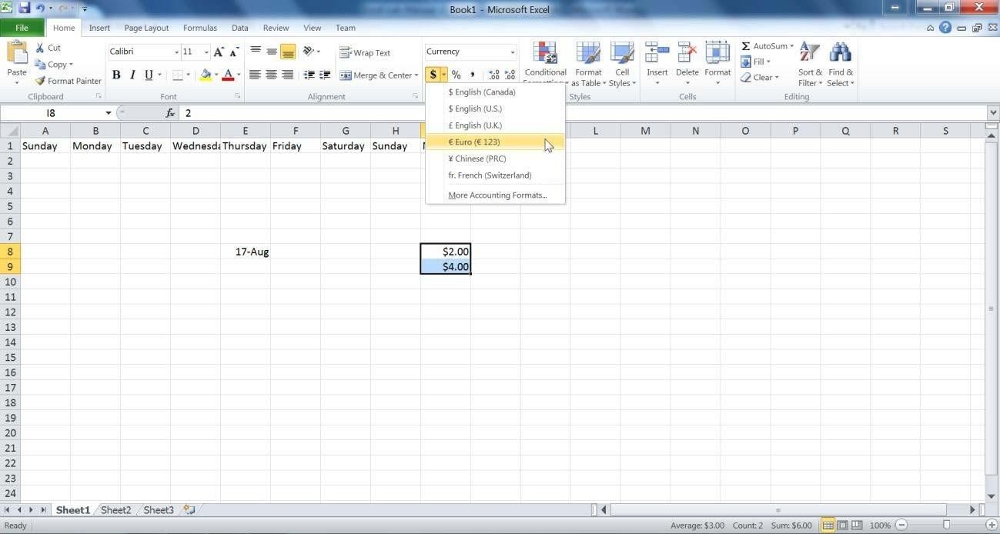 Book1 - Microsoft Excel
File Home Insert Page Layout Formulas Data Review View Team
Paste
Cut
Copy
Format Painter
Clipboard
Calibri 11 A A
B I U A
Font
Wrap Text
Merge & Center
Alignment
Currency
$ % , .00 .00
Conditional
Format as Table
Cell Styles
Styles
Insert Delete Format
Cells
Σ AutoSum
Fill
Clear
Sort & Filter
Find & Select
Editing
$ English (Canada)
$ English (U.S.)
£ English (U.K.)
€ Euro (€ 123)
¥ Chinese (PRC)
fr. French (Switzerland)
More Accounting Formats...
I8 fx 2
A B C D E F G H L M N O P Q R S
1 Sunday Monday Tuesday Wednesda Thursday Friday Saturday Sunday
2
3
4
5
6
7
8 17-Aug $2.00
9 $4.00
10
11
12
13
14
15
16
17
18
19
20
21
22
23
24
Sheet1 Sheet2 Sheet3
Ready Average: $3.00 Count: 2 Sum: $6.00 100%